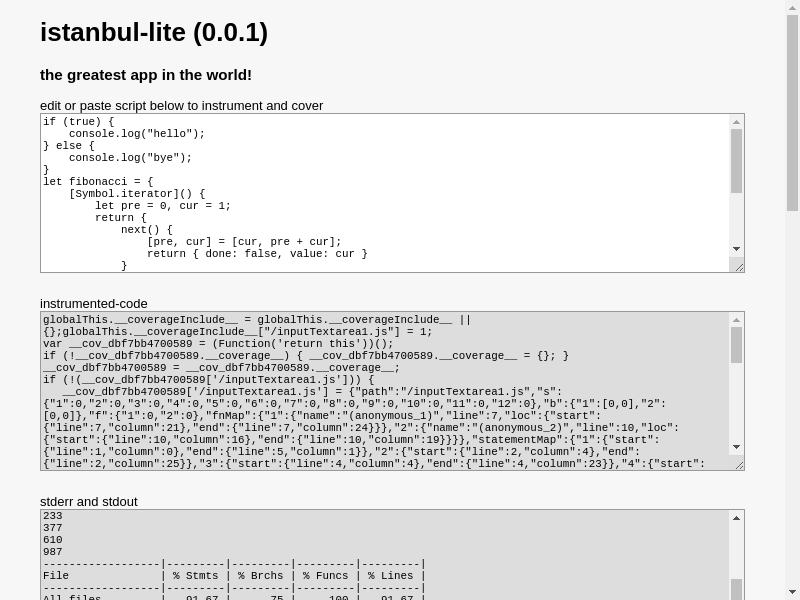 istanbul-lite (0.0.1)
the greatest app in the world!
edit or paste script below to instrument and cover
if (true) {
    console.log("hello");
} else {
    console.log("bye");
}
let fibonacci = {
    [Symbol.iterator]() {
        let pre = 0, cur = 1;
        return {
            next() {
                [pre, cur] = [cur, pre + cur];
                return { done: false, value: cur }
            }
instrumented-code
globalThis.__coverageInclude__ = globalThis.__coverageInclude__ ||
{};globalThis.__coverageInclude__["/inputTextarea1.js"] = 1;
var __cov_dbf7bb4700589 = (Function('return this'))();
if (!__cov_dbf7bb4700589.__coverage__) { __cov_dbf7bb4700589.__coverage__ = {}; }
__cov_dbf7bb4700589 = __cov_dbf7bb4700589.__coverage__;
if (!(__cov_dbf7bb4700589['/inputTextarea1.js'])) {
   __cov_dbf7bb4700589['/inputTextarea1.js'] = {"path":"/inputTextarea1.js","s":
{"1":0,"2":0,"3":0,"4":0,"5":0,"6":0,"7":0,"8":0,"9":0,"10":0,"11":0,"12":0},"b":{"1":[0,0],"2":
[0,0]},"f":{"1":0,"2":0},"fnMap":{"1":{"name":"(anonymous_1)","line":7,"loc":{"start":
{"line":7,"column":21},"end":{"line":7,"column":24}}},"2":{"name":"(anonymous_2)","line":10,"loc":
{"start":{"line":10,"column":16},"end":{"line":10,"column":19}}}},"statementMap":{"1":{"start":
{"line":1,"column":0},"end":{"line":5,"column":1}},"2":{"start":{"line":2,"column":4},"end":
{"line":2,"column":25}},"3":{"start":{"line":4,"column":4},"end":{"line":4,"column":23}},"4":{"start":
stderr and stdout
233
377
610
987
------------------|---------|---------|---------|---------|
File              | % Stmts | % Brchs | % Funcs | % Lines |
------------------|---------|---------|---------|---------|
All files         |   91.67 |      75 |     100 |   91.67 |